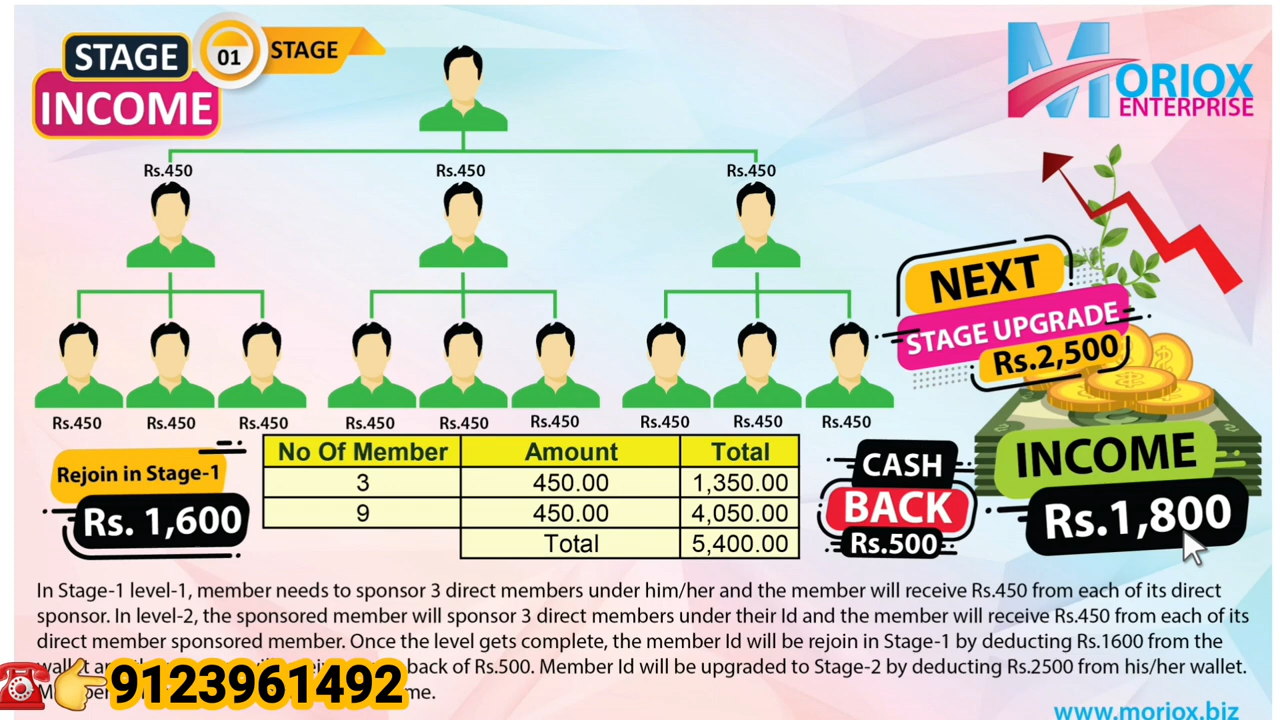 STAGE
INCOME
01
STAGE
MORIOX
ENTERPRISE
Rs.450 Rs.450 Rs.450
NEXT
STAGE UPGRADE
Rs.2,500
Rs.450 Rs.450 Rs.450 Rs.450 Rs.450 Rs.450 Rs.450 Rs.450 Rs.450
Rejoin in Stage-1
Rs. 1,600
No Of Member Amount Total
3 450.00 1,350.00
9 450.00 4,050.00
Total 5,400.00
CASH
BACK
Rs.500
INCOME
Rs.1,800
In Stage-1 level-1, member needs to sponsor 3 direct members under him/her and the member will receive Rs.450 from each of its direct
sponsor. In level-2, the sponsored member will sponsor 3 direct members under their Id and the member will receive Rs.450 from each of its
direct member sponsored member. Once the level gets complete, the member Id will be rejoin in Stage-1 by deducting Rs.1600 from the
back of Rs.500. Member Id will be upgraded to Stage-2 by deducting Rs.2500 from his/her wallet.
9123961492
www.moriox.biz